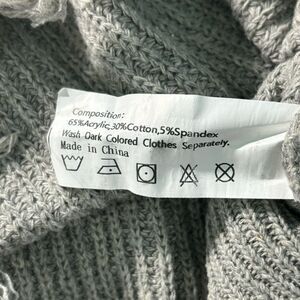 Composition:
65%Acrylic,30%Cotton,5%Spandex
Wash Dark Colored Clothes Separately.
Made in China